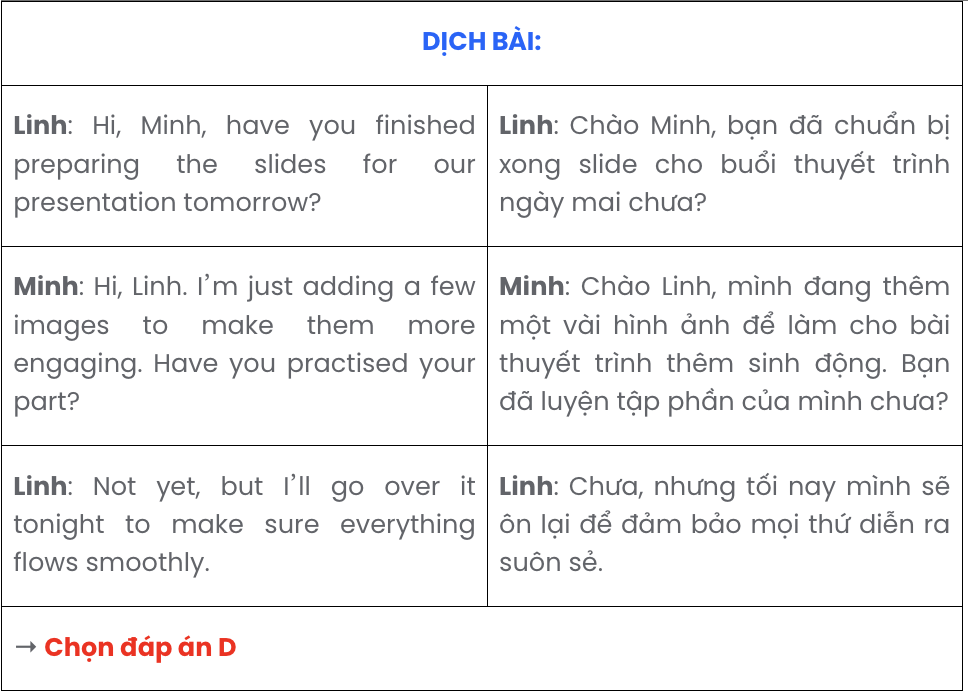 DỊCH BÀI:
Linh: Hi, Minh, have you finished
preparing the slides for our
presentation tomorrow?
Linh: Chào Minh, bạn đã chuẩn bị
xong slide cho buổi thuyết trình
ngày mai chưa?
Minh: Hi, Linh. I’m just adding a few
images to make them more
engaging. Have you practised your
part?
Minh: Chào Linh, mình đang thêm
một vài hình ảnh để làm cho bài
thuyết trình thêm sinh động. Bạn
đã luyện tập phần của mình chưa?
Linh: Not yet, but I’ll go over it
tonight to make sure everything
flows smoothly.
Linh: Chưa, nhưng tối nay mình sẽ
ôn lại để đảm bảo mọi thứ diễn ra
suôn sẻ.
→ Chọn đáp án D